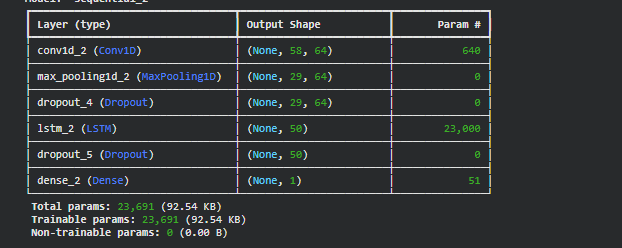 Model: "sequential_2"
Layer (type) Output Shape Param #
conv1d_2 (Conv1D) (None, 58, 64) 640
max_pooling1d_2 (MaxPooling1D) (None, 29, 64) 0
dropout_4 (Dropout) (None, 29, 64) 0
lstm_2 (LSTM) (None, 50) 23,000
dropout_5 (Dropout) (None, 50) 0
dense_2 (Dense) (None, 1) 51
Total params: 23,691 (92.54 KB)
Trainable params: 23,691 (92.54 KB)
Non-trainable params: 0 (0.00 B)